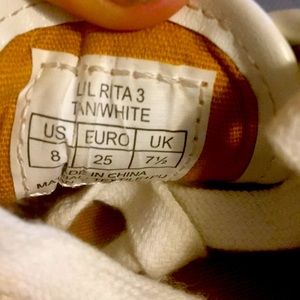 LIL RITA 3
TAN/WHITE
US EURO UK
8 25 7½
MADE IN CHINA